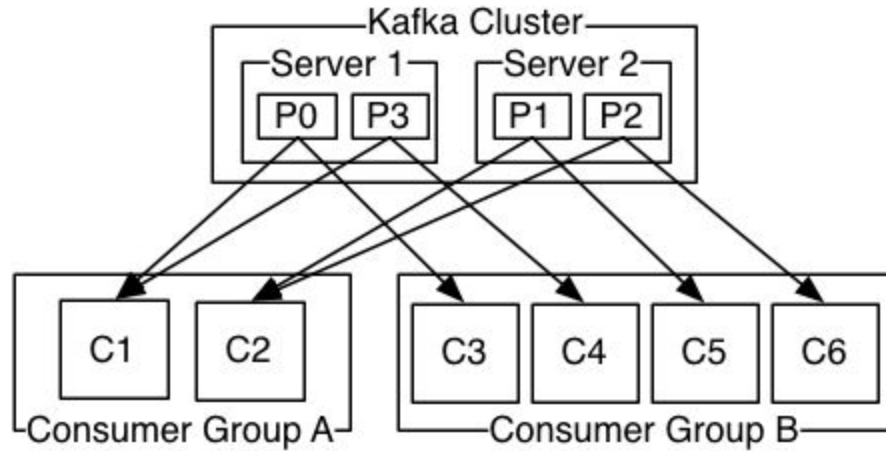 Kafka Cluster
Server 1 Server 2
P0 P3 P1 P2
C1 C2 C3 C4 C5 C6
Consumer Group A Consumer Group B